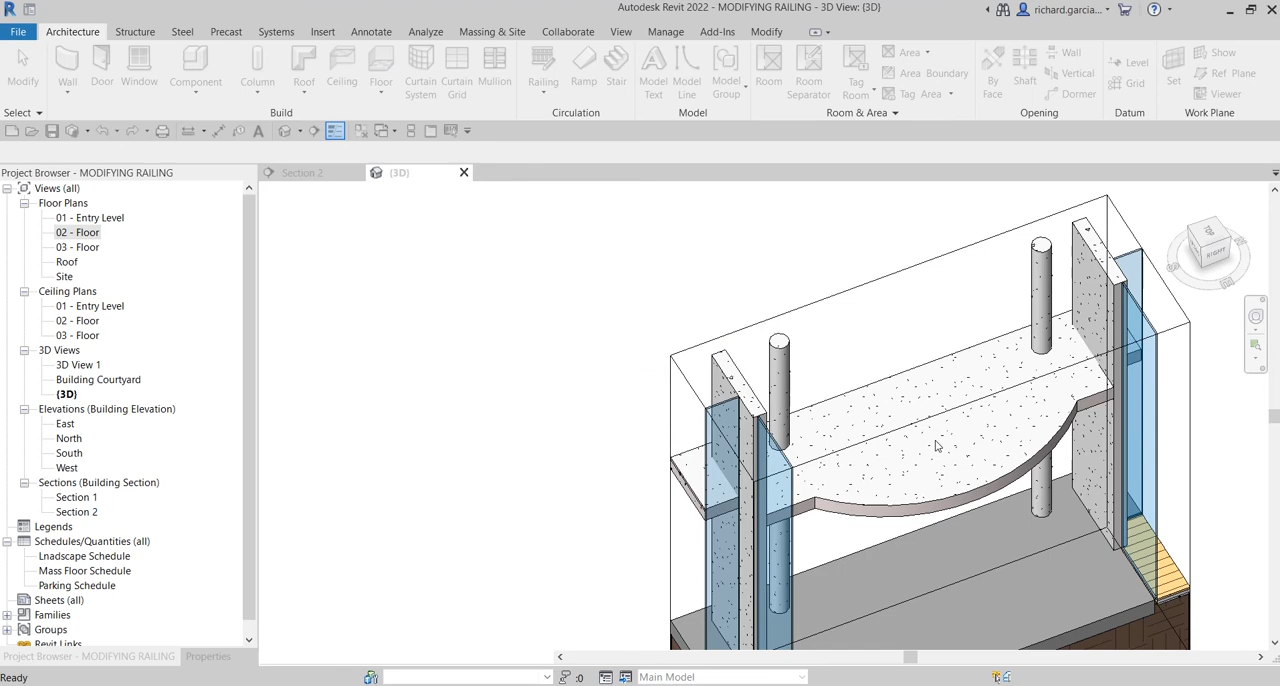 Autodesk Revit 2022 - MODIFYING RAILING - 3D View: {3D}
richard.garcia...
File Architecture Structure Steel Precast Systems Insert Annotate Analyze Massing & Site Collaborate View Manage Add-Ins Modify
Modify Wall Door Window Component Column Roof Ceiling Floor Curtain System Curtain Grid Mullion Railing Ramp Stair Model Text Model Line Model Group Room Room Separator Tag Room By Face Shaft Set
Area Wall Show
Area Boundary Vertical Level Ref Plane
Tag Area Dormer Grid Viewer
Select Build Circulation Model Room & Area Opening Datum Work Plane
Project Browser - MODIFYING RAILING
Section 2 {3D}
Views (all)
Floor Plans
01 - Entry Level
02 - Floor
03 - Floor
Roof
Site
Ceiling Plans
01 - Entry Level
02 - Floor
03 - Floor
3D Views
3D View 1
Building Courtyard
{3D}
Elevations (Building Elevation)
East
North
South
West
Sections (Building Section)
Section 1
Section 2
Legends
Schedules/Quantities (all)
Lnadscape Schedule
Mass Floor Schedule
Parking Schedule
Sheets (all)
Families
Groups
Revit Links
Project Browser - MODIFYING RAILING Properties
TOP
RIGHT
Ready
:0
Main Model